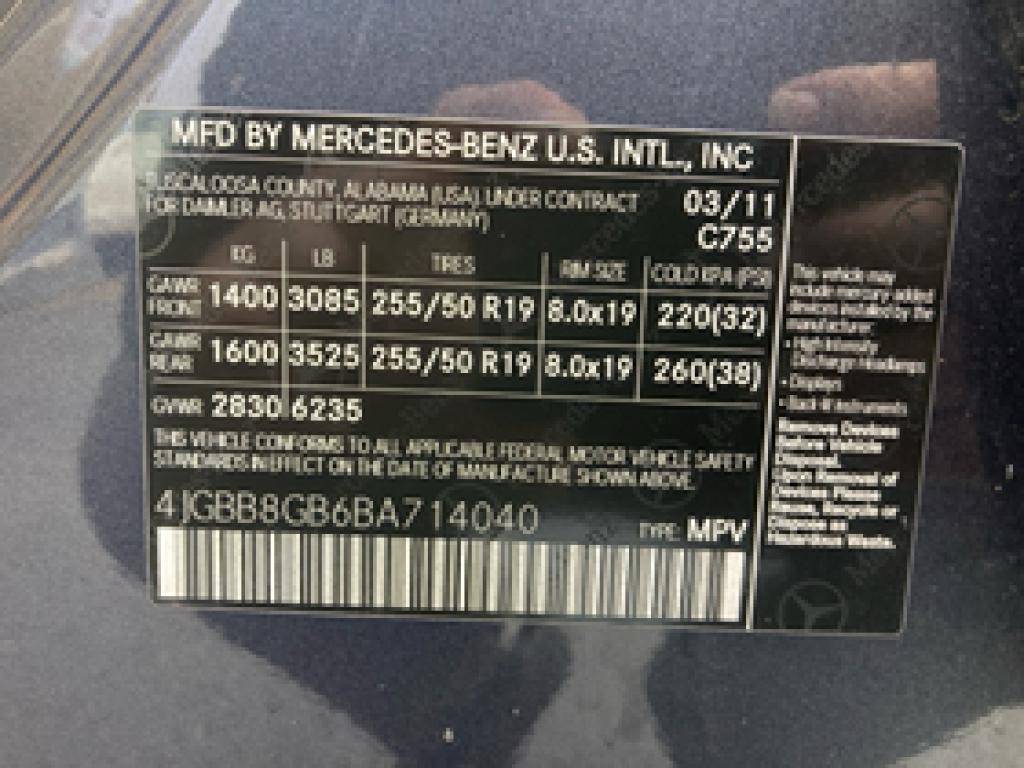 MFD BY MERCEDES-BENZ U.S. INTL., INC
TUSCALOOSA COUNTY, ALABAMA (USA), UNDER CONTRACT
FOR DAIMLER AG, STUTTGART (GERMANY)
03/11
C755
KG LB TIRES RIM SIZE COLD KPA (PSI)
GAWR FRONT 1400 3085 255/50 R19 8.0x19 220(32)
GAWR REAR 1600 3525 255/50 R19 8.0x19 260(38)
GVWR 2830 6235
THIS VEHICLE CONFORMS TO ALL APPLICABLE FEDERAL MOTOR VEHICLE SAFETY
STANDARDS IN EFFECT ON THE DATE OF MANUFACTURE SHOWN ABOVE.
4JGBB8GB6BA714040
TYPE: MPV
This vehicle may
include mercury added
devices installed by the
manufacturer:
• High Intensity
Discharge Headlamps
• Displays
• Back lit instruments
Remove Devices
Before Vehicle
Disposal.
Upon Removal of
Devices Please
Reuse, Recycle or
Dispose as
Hazardous Waste.